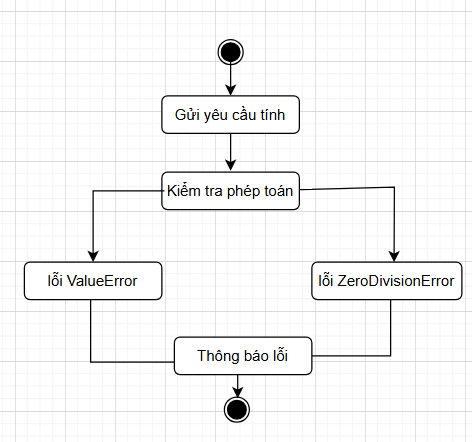 Gửi yêu cầu tính
Kiểm tra phép toán
lỗi ValueError
lỗi ZeroDivisionError
Thông báo lỗi